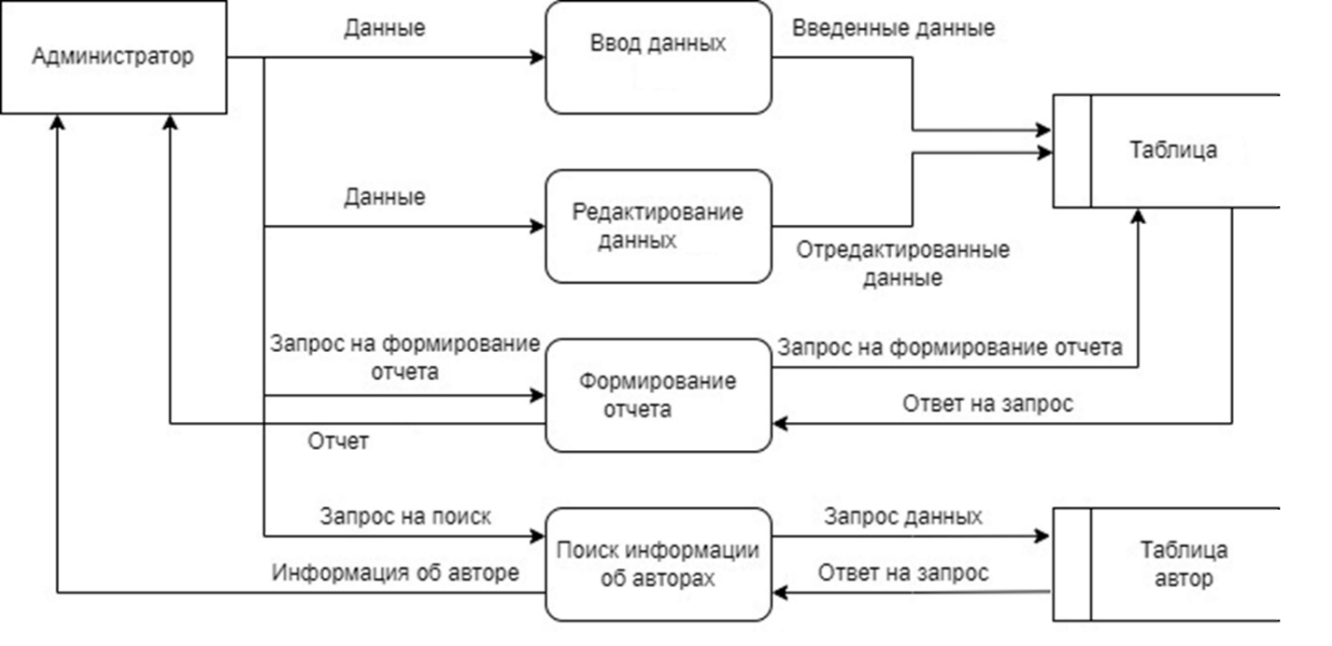 Данные
Введенные данные
Администратор
Ввод данных
Таблица
Данные
Редактирование
данных
Отредактированные
данные
Запрос на формирование
отчета
Запрос на формирование отчета
Формирование
отчета
Ответ на запрос
Отчет
Запрос на поиск
Запрос данных
Поиск информации
об авторах
Таблица
автор
Информация об авторе
Ответ на запрос